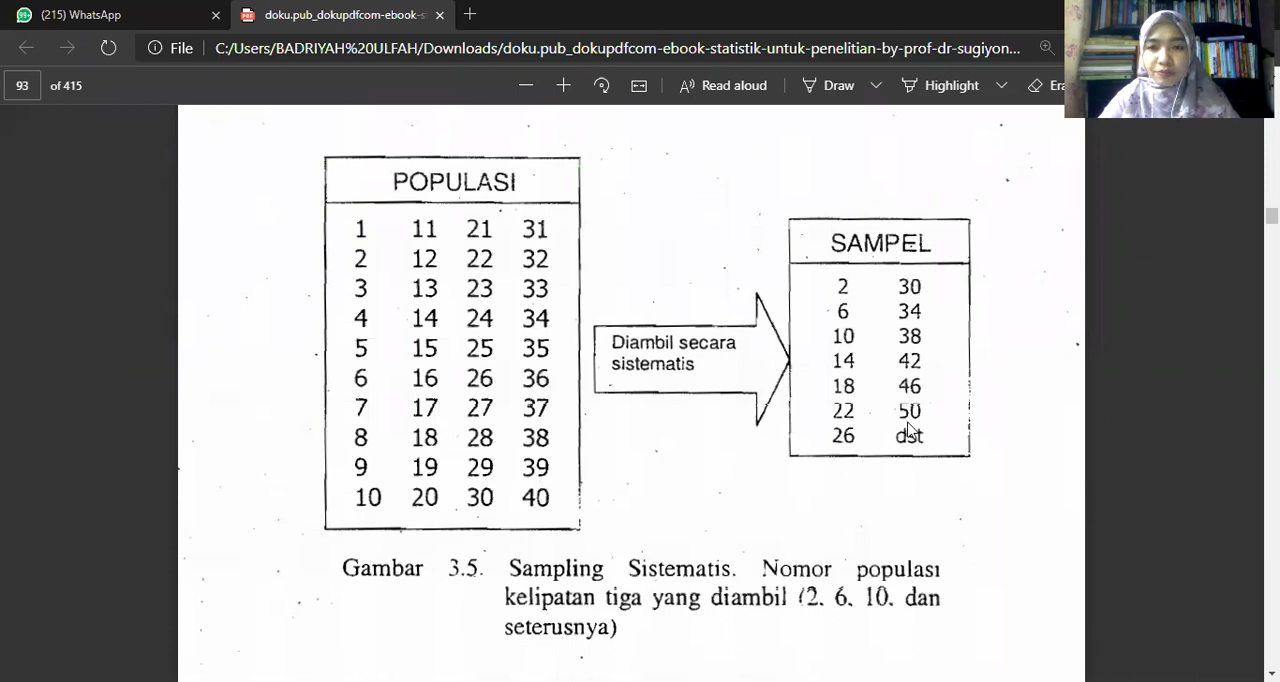 (215) WhatsApp
doku.pub_dokupdfcom-ebook-s
File
C:/Users/BADRIYAH%20ULFAH/Downloads/doku.pub_dokupdfcom-ebook-statistik-untuk-penelitian-by-prof-dr-sugiyon...
93 of 415
Read aloud
Draw
Highlight
Era
POPULASI
1 11 21 31
2 12 22 32
3 13 23 33
4 14 24 34
5 15 25 35
6 16 26 36
7 17 27 37
8 18 28 38
9 19 29 39
10 20 30 40
Diambil secara
sistematis
SAMPEL
2 30
6 34
10 38
14 42
18 46
22 50
26 dst
Gambar 3.5. Sampling Sistematis. Nomor populasi
kelipatan tiga yang diambil (2, 6, 10, dan
seterusnya)